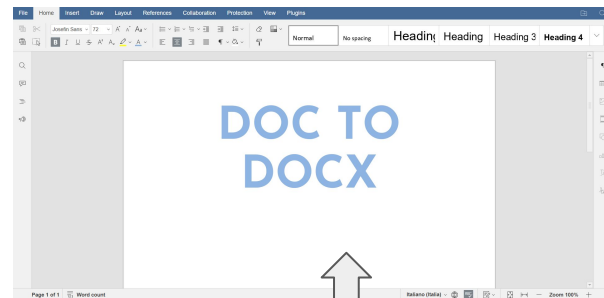 File Home Insert Draw Layout References Collaboration Protection View Plugins
Josefin Sans 72
Normal No spacing Heading Heading Heading 3 Heading 4
DOC TO
DOCX
Page 1 of 1 Word count Italiano (Italia) Zoom 100%